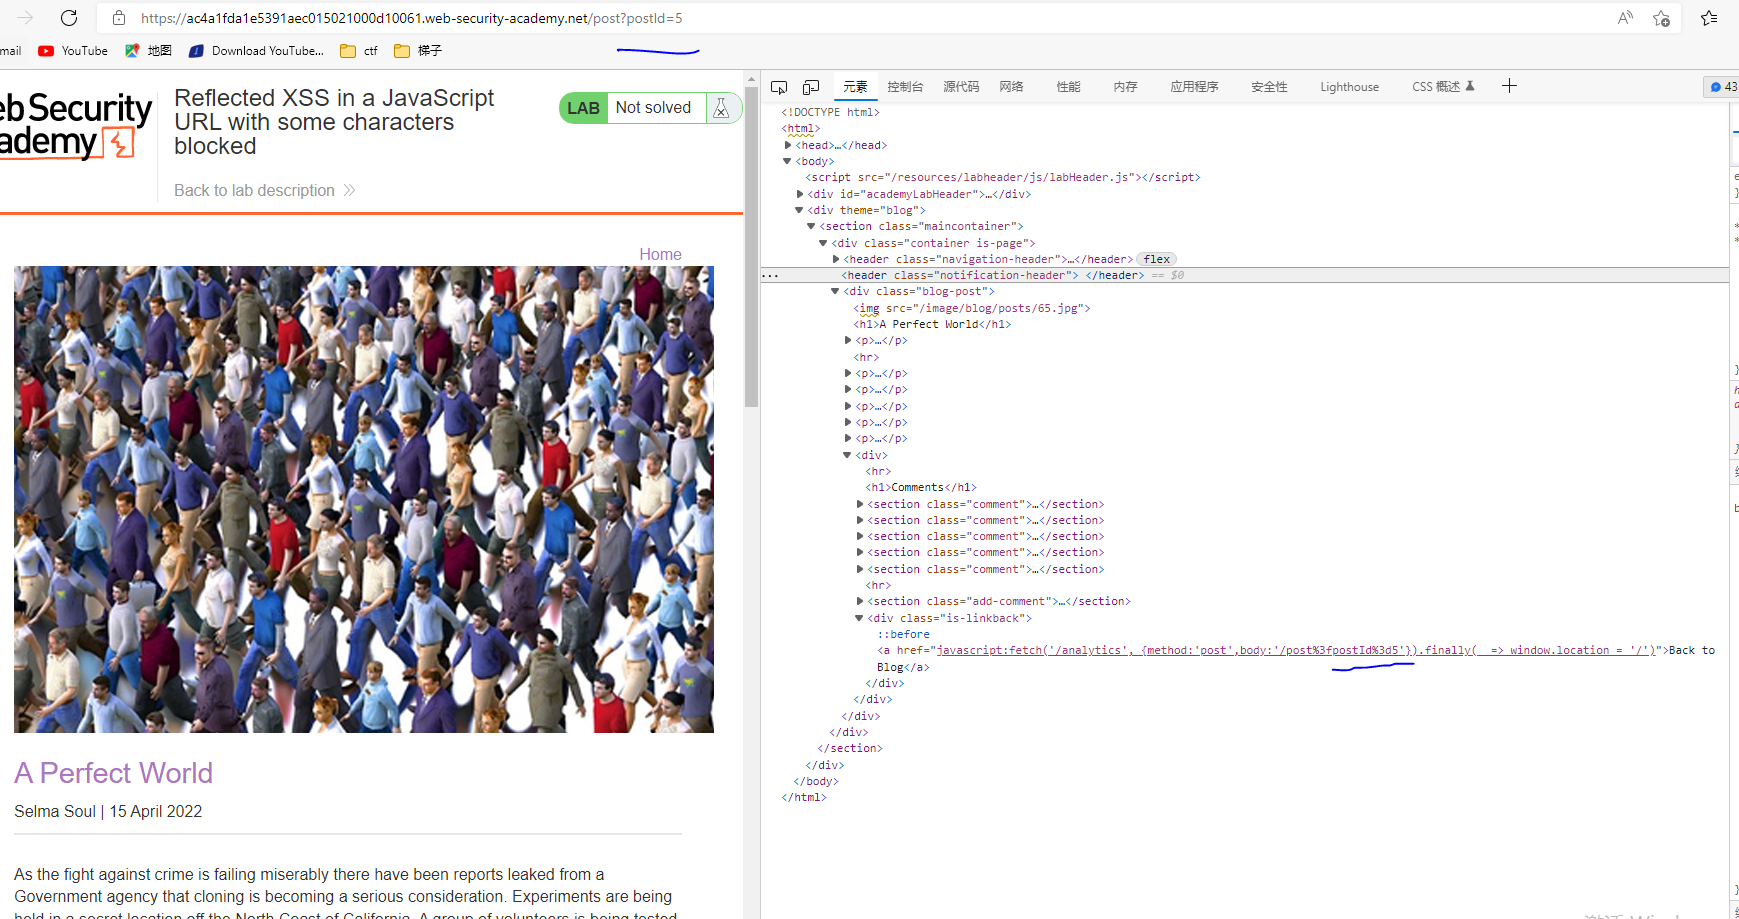 https://ac4a1fda1e5391aec015021000d10061.web-security-academy.net/post?postId=5
mail YouTube 地图 Download YouTube... ctf 梯子
eb Security
ademy
Reflected XSS in a JavaScript
URL with some characters
blocked
LAB Not solved
Back to lab description
Home
A Perfect World
Selma Soul | 15 April 2022
As the fight against crime is failing miserably there have been reports leaked from a
Government agency that cloning is becoming a serious consideration. Experiments are being
held in a secret location off the North Coast of California. A group of volunteers is being tested
元素 控制台 源代码 网络 性能 内存 应用程序 安全性 Lighthouse CSS 概述 43
<!DOCTYPE html>
<html>
<head>…</head>
<body>
<script src="/resources/labheader/js/labHeader.js"></script>
<div id="academyLabHeader">…</div>
<div theme="blog">
<section class="maincontainer">
<div class="container is-page">
<header class="navigation-header">…</header> flex
<header class="notification-header"> </header> == $0
<div class="blog-post">
<img src="/image/blog/posts/65.jpg">
<h1>A Perfect World</h1>
<p>…</p>
<hr>
<p>…</p>
<p>…</p>
<p>…</p>
<p>…</p>
<p>…</p>
<div>
<hr>
<h1>Comments</h1>
<section class="comment">…</section>
<section class="comment">…</section>
<section class="comment">…</section>
<section class="comment">…</section>
<section class="comment">…</section>
<hr>
<section class="add-comment">…</section>
<div class="is-linkback">
::before
<a href="javascript:fetch('/analytics', {method:'post',body:'/post%3fpostId%3d5'}).finally(_ => window.location = '/')">Back to
Blog</a>
</div>
</div>
</div>
</div>
</section>
</div>
</body>
</html>